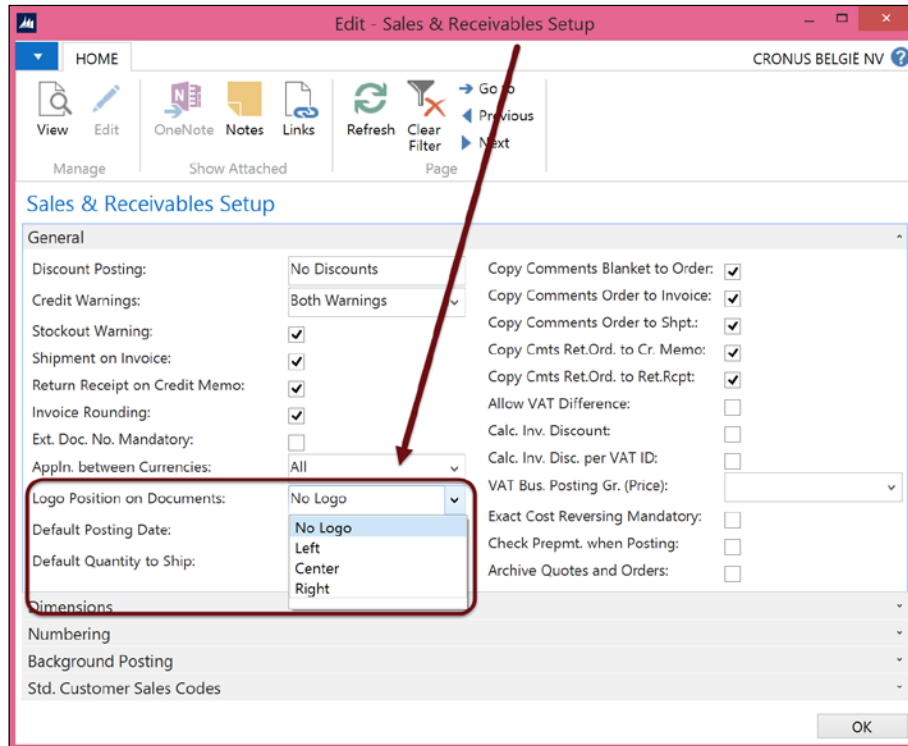 Edit - Sales & Receivables Setup
HOME
CRONUS BELGIË NV
View
Edit
OneNote
Notes
Links
Refresh
Clear Filter
Go to
Previous
Next
Manage
Show Attached
Page
Sales & Receivables Setup
General
Discount Posting: No Discounts
Credit Warnings: Both Warnings
Stockout Warning:
Shipment on Invoice:
Return Receipt on Credit Memo:
Invoice Rounding:
Ext. Doc. No. Mandatory:
Appln. between Currencies: All
Logo Position on Documents: No Logo
Default Posting Date:
Default Quantity to Ship:
No Logo
Left
Center
Right
Copy Comments Blanket to Order:
Copy Comments Order to Invoice:
Copy Comments Order to Shpt.:
Copy Cmts Ret.Ord. to Cr. Memo:
Copy Cmts Ret.Ord. to Ret.Rcpt:
Allow VAT Difference:
Calc. Inv. Discount:
Calc. Inv. Disc. per VAT ID:
VAT Bus. Posting Gr. (Price):
Exact Cost Reversing Mandatory:
Check Prepmt. when Posting:
Archive Quotes and Orders:
Dimensions
Numbering
Background Posting
Std. Customer Sales Codes
OK